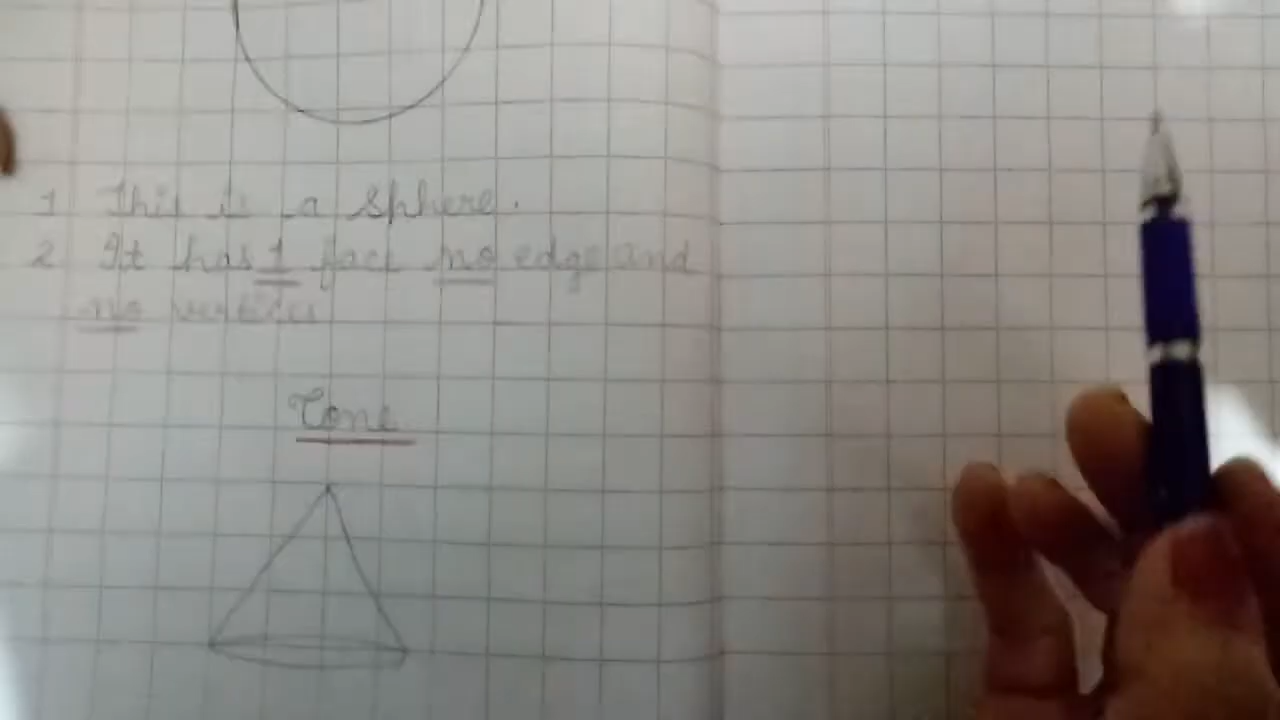 1 This is a sphere.
2 It has 1 face no edge and
no vertices
Cone